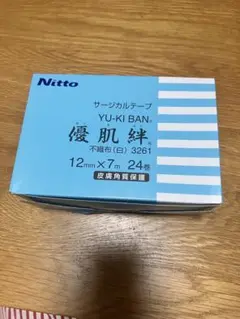 Nitto
サージカルテープ
YU-KI BAN®
優肌絆®
不織布(白) 3261
12mm×7m 24巻
皮膚角質保護